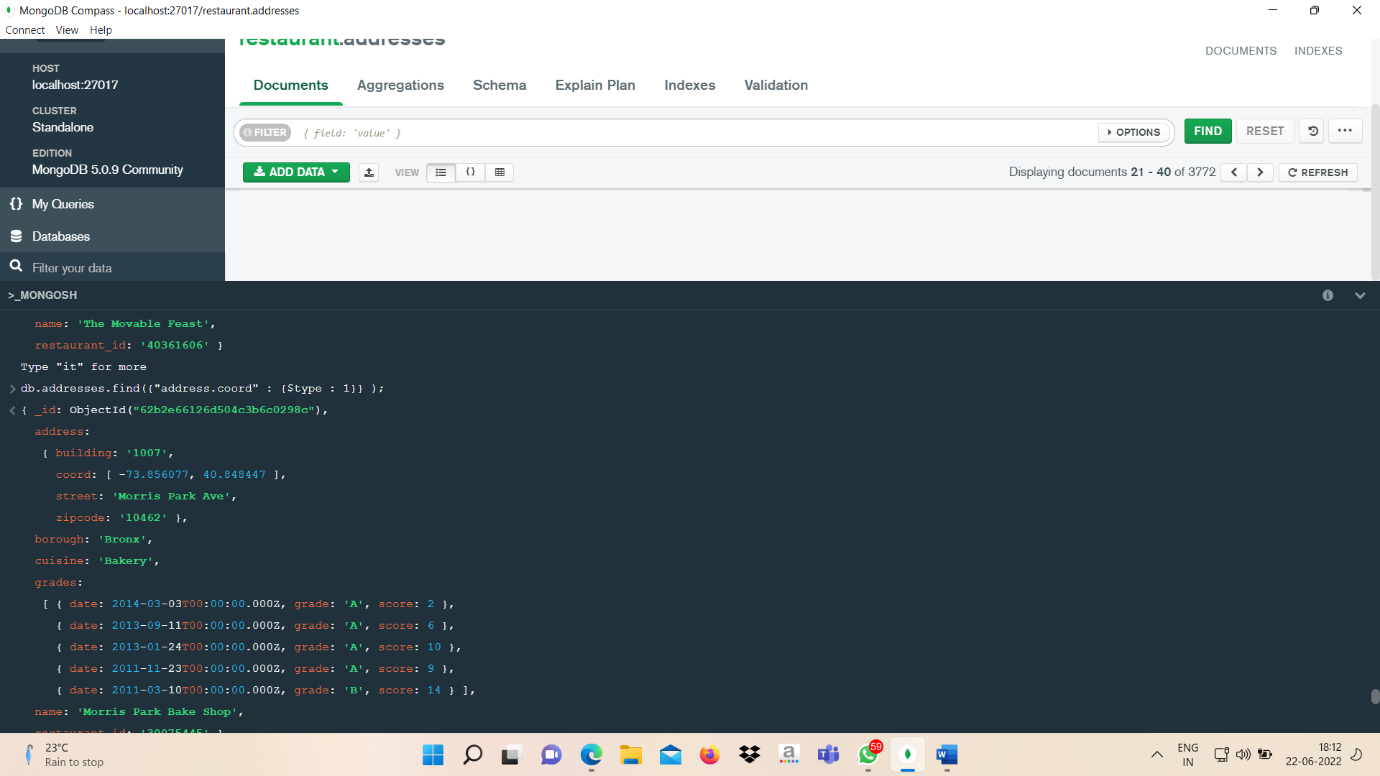 MongoDB Compass - localhost:27017/restaurant.addresses
Connect View Help
restaurant.addresses
DOCUMENTS INDEXES
HOST
localhost:27017
CLUSTER
Standalone
EDITION
MongoDB 5.0.9 Community
{} My Queries
Databases
Filter your data
Documents Aggregations Schema Explain Plan Indexes Validation
FILTER { field: 'value' } OPTIONS FIND RESET ...
ADD DATA VIEW {} Displaying documents 21 - 40 of 3772 < > REFRESH
>_MONGOSH
name: 'The Movable Feast',
restaurant_id: '40361606' }
Type "it" for more
> db.addresses.find({"address.coord" : {$type : 1}} );
< { _id: ObjectId("62b2e66126d504c3b6c0298c"),
address:
{ building: '1007',
coord: [ -73.856077, 40.848447 ],
street: 'Morris Park Ave',
zipcode: '10462' },
borough: 'Bronx',
cuisine: 'Bakery',
grades:
[ { date: 2014-03-03T00:00:00.000Z, grade: 'A', score: 2 },
{ date: 2013-09-11T00:00:00.000Z, grade: 'A', score: 6 },
{ date: 2013-01-24T00:00:00.000Z, grade: 'A', score: 10 },
{ date: 2011-11-23T00:00:00.000Z, grade: 'A', score: 9 },
{ date: 2011-03-10T00:00:00.000Z, grade: 'B', score: 14 } ],
name: 'Morris Park Bake Shop',
restaurant_id: '30075445' }
23°C
Rain to stop
59
ENG
IN
18:12
22-06-2022